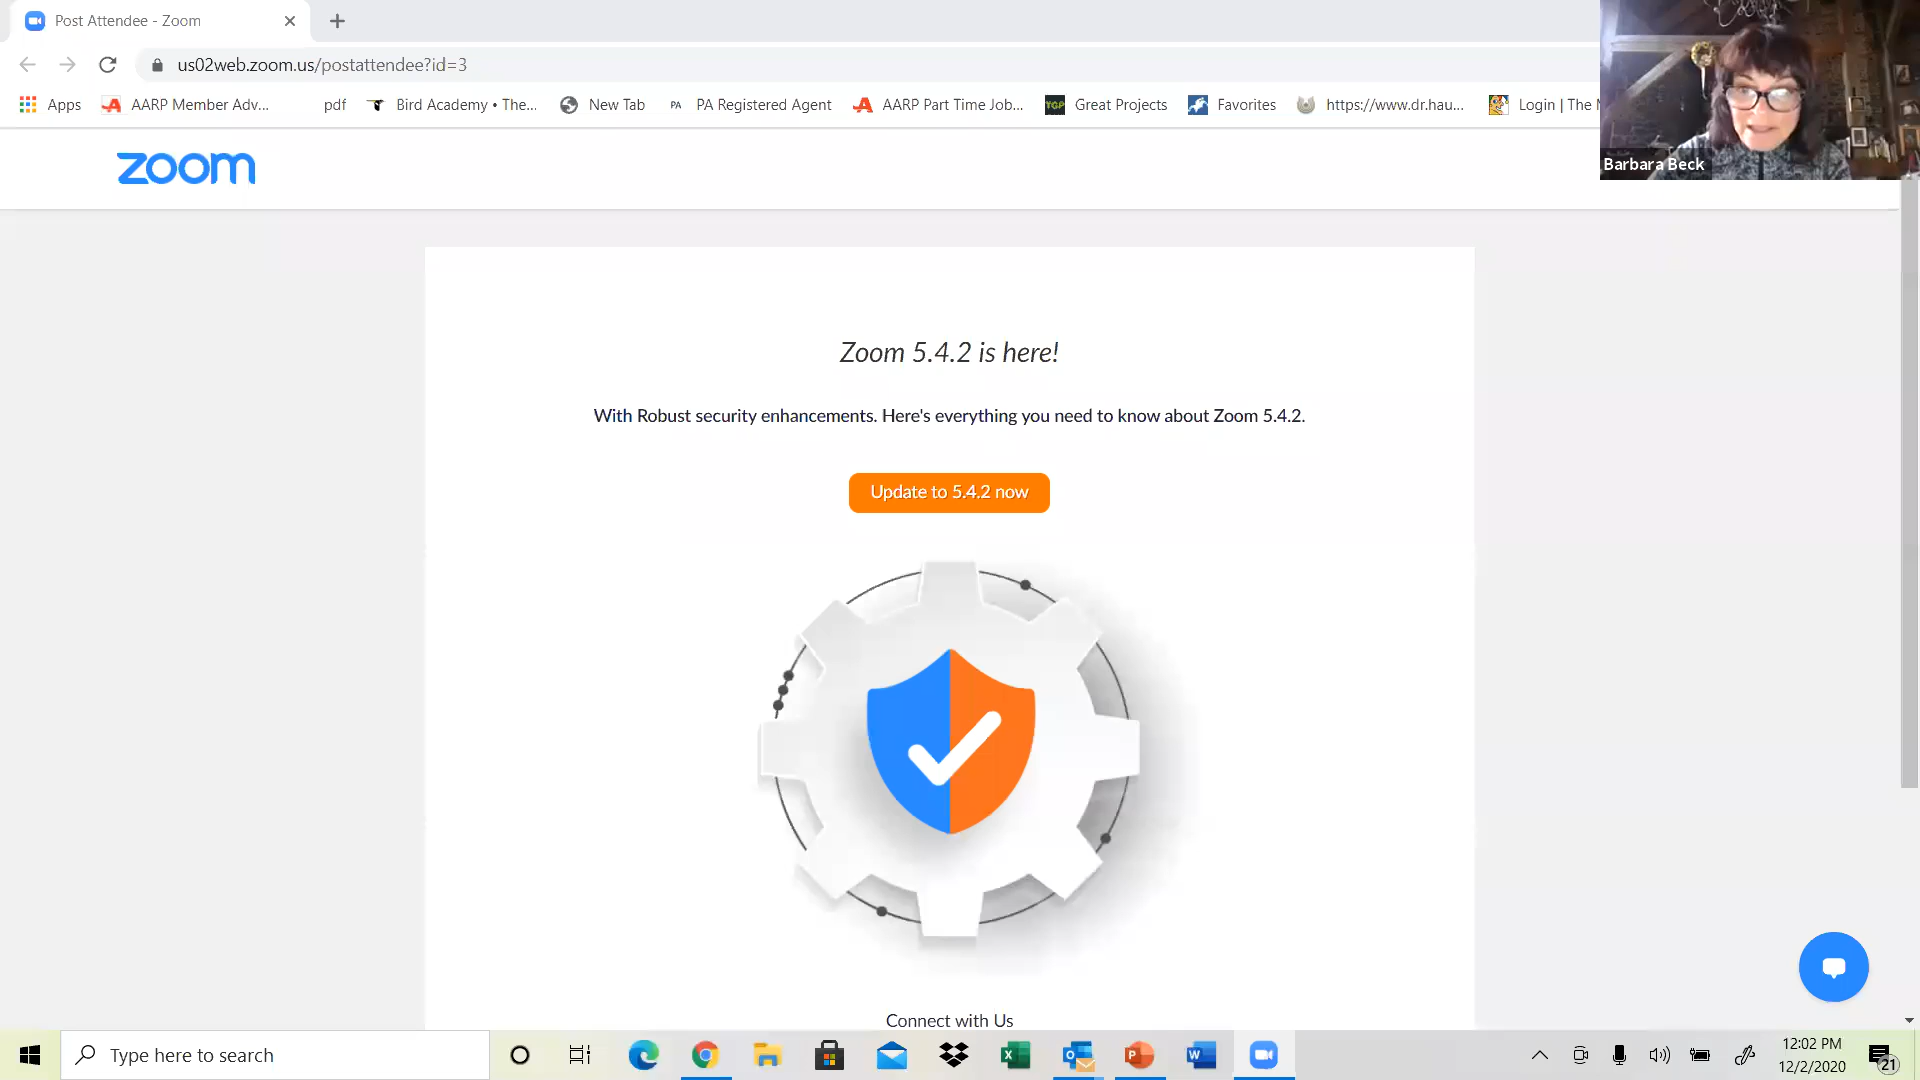 Post Attendee - Zoom
us02web.zoom.us/postattendee?id=3
Apps AARP Member Adv... pdf Bird Academy • The... New Tab PA PA Registered Agent AARP Part Time Job... TGP Great Projects Favorites https://www.dr.hau... Login | The
Barbara Beck
zoom
Zoom 5.4.2 is here!
With Robust security enhancements. Here's everything you need to know about Zoom 5.4.2.
Update to 5.4.2 now
Connect with Us
Type here to search
12:02 PM
12/2/2020
21